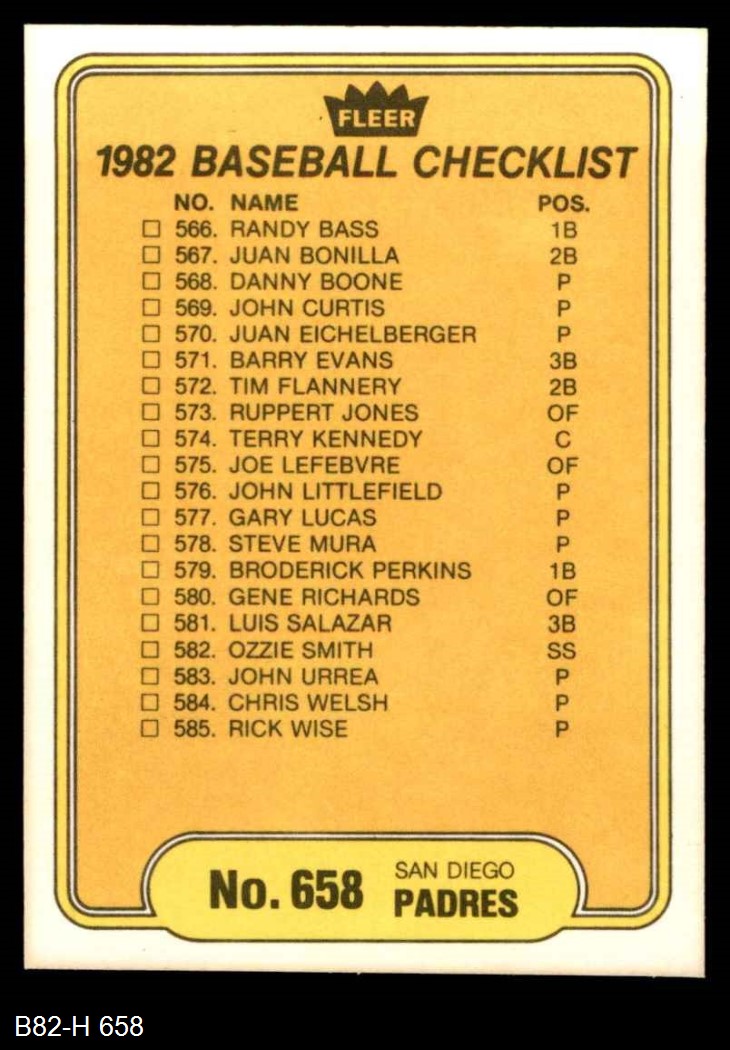 FLEER
1982 BASEBALL CHECKLIST
NO. NAME POS.
566. RANDY BASS 1B
567. JUAN BONILLA 2B
568. DANNY BOONE P
569. JOHN CURTIS P
570. JUAN EICHELBERGER P
571. BARRY EVANS 3B
572. TIM FLANNERY 2B
573. RUPPERT JONES OF
574. TERRY KENNEDY C
575. JOE LEFEBVRE OF
576. JOHN LITTLEFIELD P
577. GARY LUCAS P
578. STEVE MURA P
579. BRODERICK PERKINS 1B
580. GENE RICHARDS OF
581. LUIS SALAZAR 3B
582. OZZIE SMITH SS
583. JOHN URREA P
584. CHRIS WELSH P
585. RICK WISE P
No. 658
SAN DIEGO
PADRES
B82-H 658